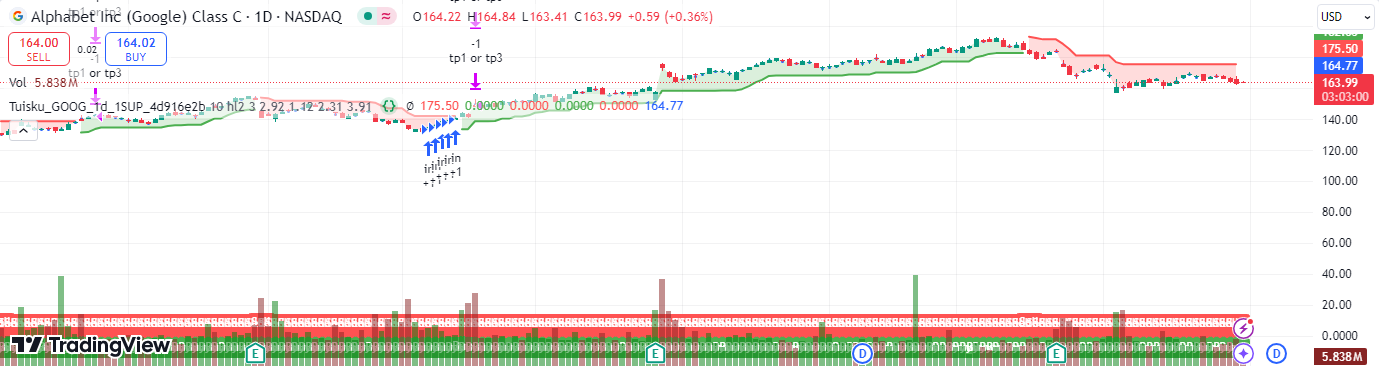 Alphabet Inc (Google) Class C · 1D · NASDAQ
O164.22 H164.84 L163.41 C163.99 +0.59 (+0.36%)
USD
164.00
SELL
0.02
164.02
BUY
-1
tp1 or tp3
-1
tp1 or tp3
Vol 5.838M
Tuisku_GOOG_1d_1SUP_4d916e2b 10 hl2 3 2.92 1.12 2.31 3.91 Ø 175.50 0.0000 0.0000 0.0000 0.0000 164.77
175.50
164.77
163.99
03:03:00
140.00
120.00
100.00
80.00
60.00
40.00
20.00
0.0000
5.838M
in
+1
E
E
D
E
D
TradingView